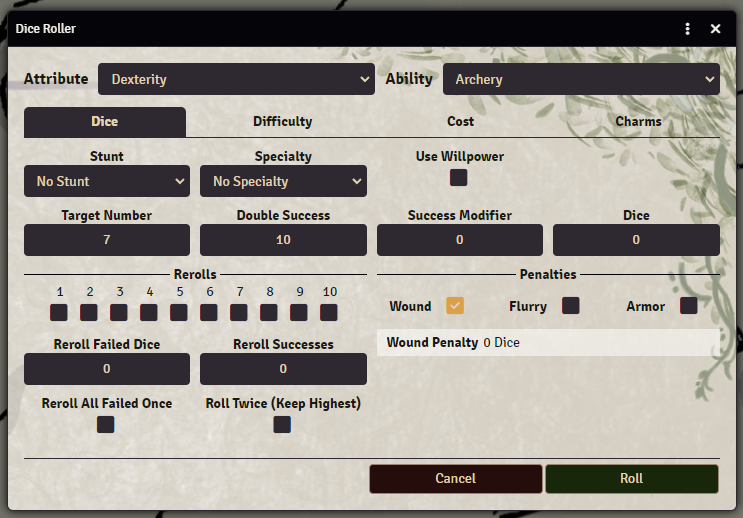 Dice Roller
Attribute Dexterity Ability Archery
Dice Difficulty Cost Charms
Stunt Specialty Use Willpower
No Stunt No Specialty
Target Number Double Success Success Modifier Dice
7 10 0 0
Rerolls Penalties
1 2 3 4 5 6 7 8 9 10
Wound Flurry Armor
Reroll Failed Dice Reroll Successes
Wound Penalty 0 Dice
0 0
Reroll All Failed Once Roll Twice (Keep Highest)
Cancel Roll